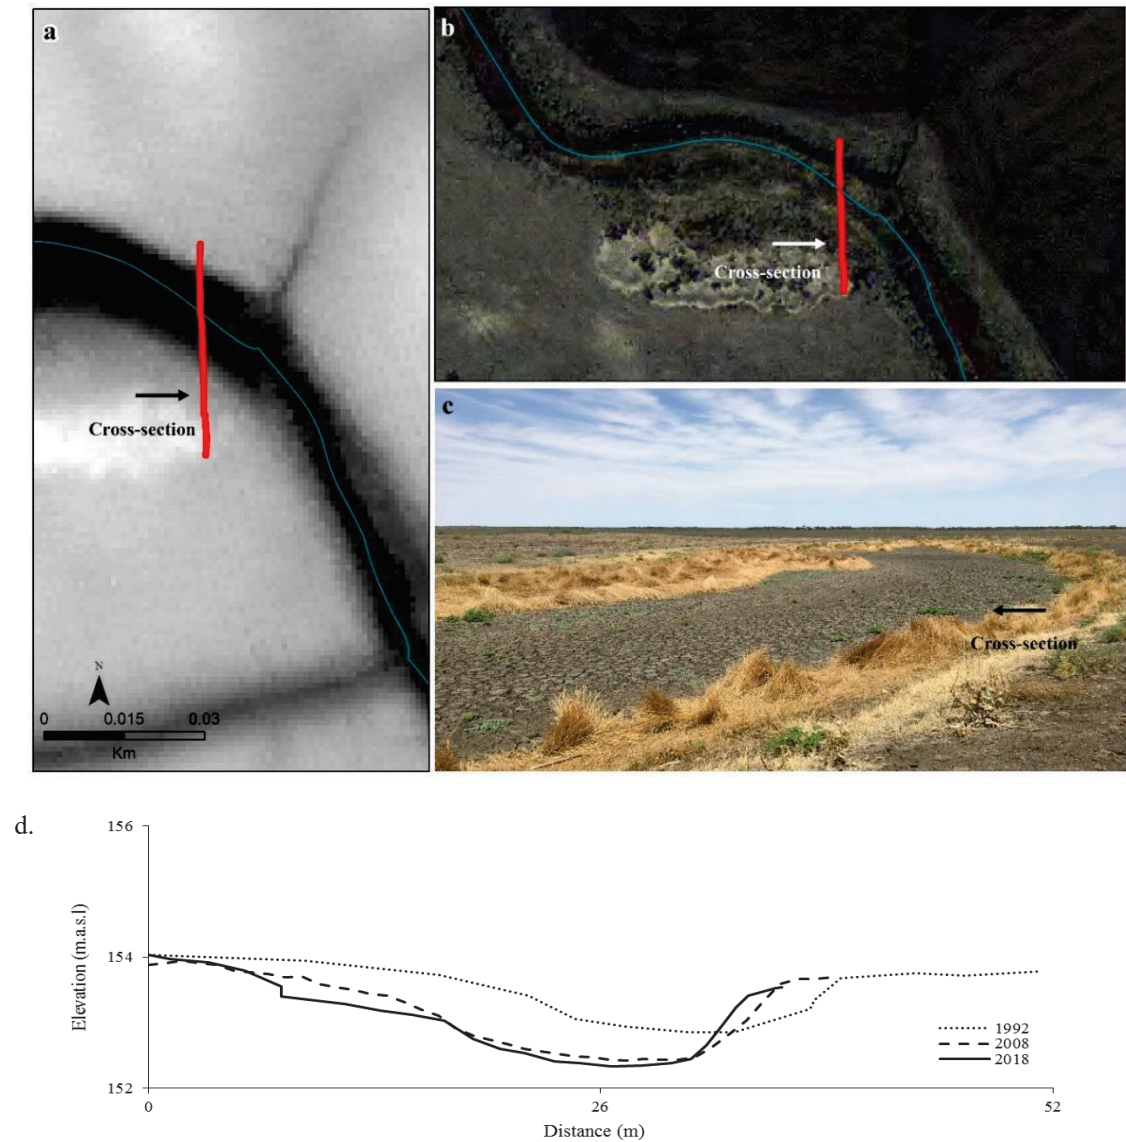 a
Cross-section
N
0 0.015 0.03
Km
b
Cross-section
c
Cross-section
d.
156
154
152
Elevation (m.a.s.l)
0 26 52
Distance (m)
1992
2008
2018